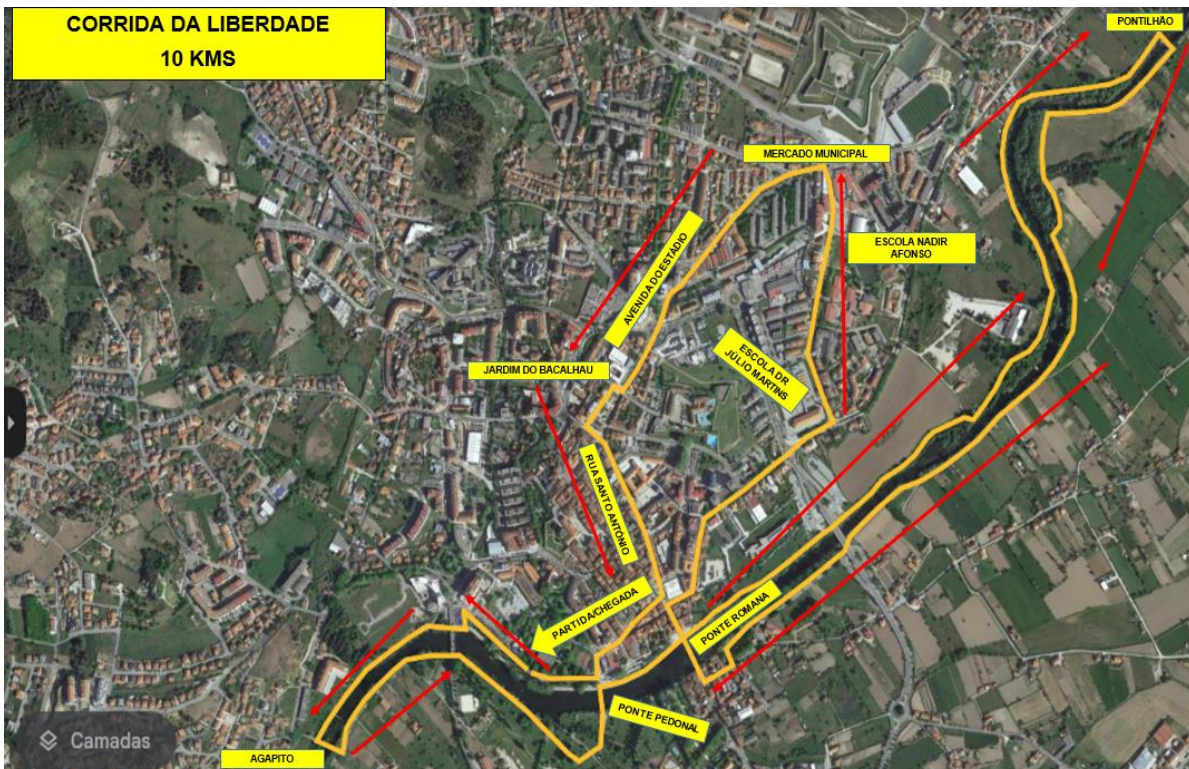 CORRIDA DA LIBERDADE
10 KMS
PONTILHÃO
MERCADO MUNICIPAL
ESCOLA NADIR
AFONSO
AVENIDA DO ESTÁDIO
ESCOLA DR
JÚLIO MARTINS
JARDIM DO BACALHAU
RUA SANTO ANTÓNIO
PARTIDA/CHEGADA
PONTE ROMANA
PONTE PEDONAL
Camadas
AGAPITO